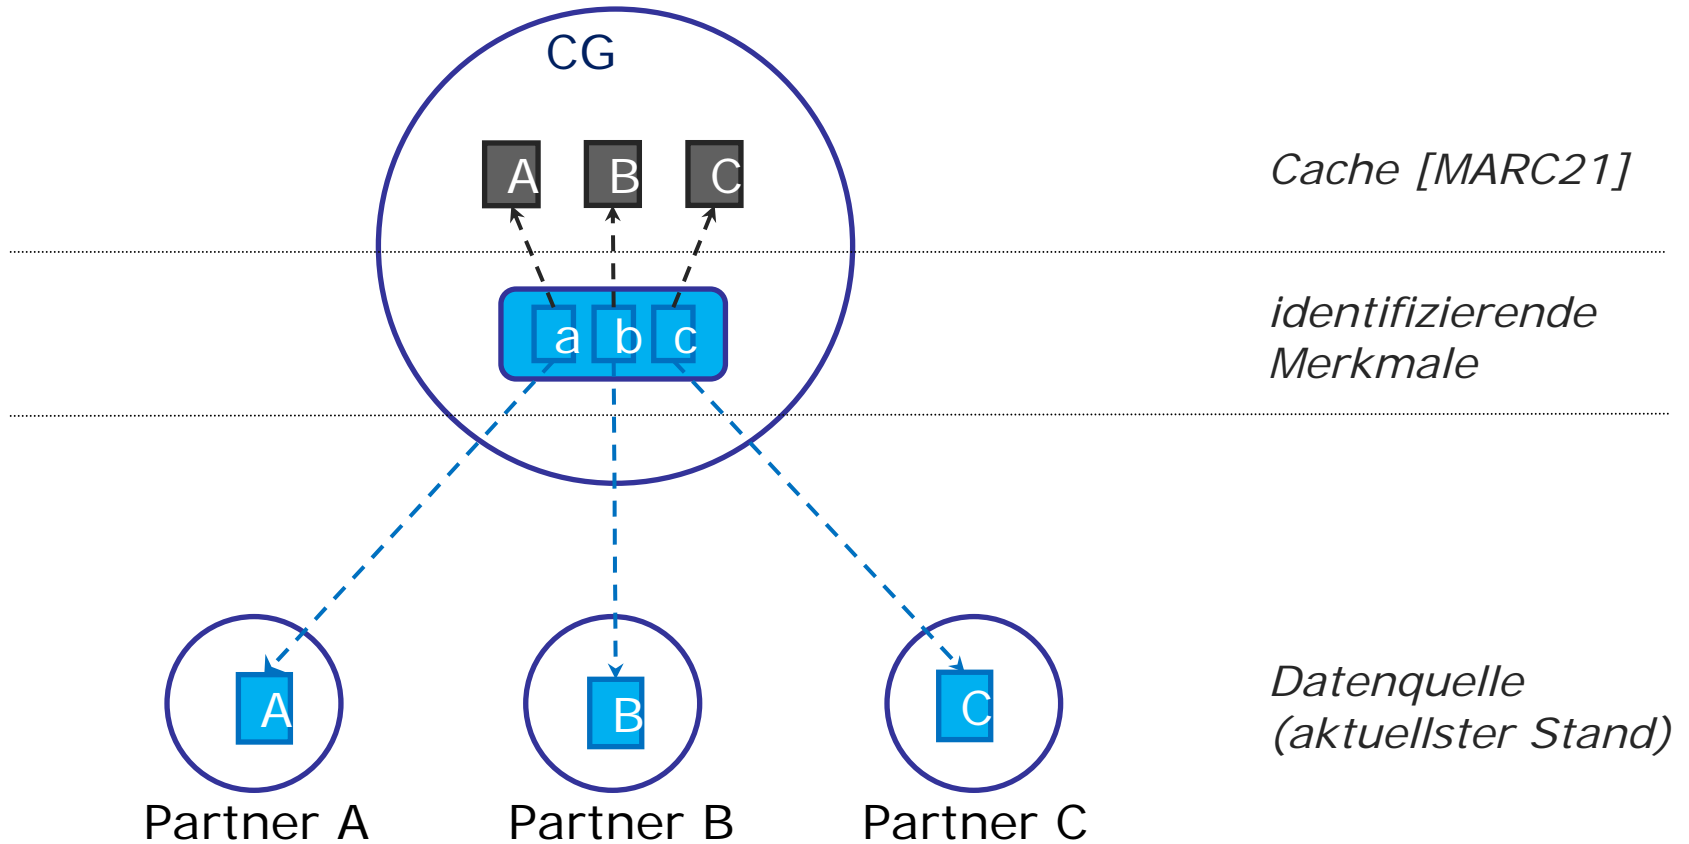 CG
A B C
Cache [MARC21]
a b c
identifizierende
Merkmale
A B C
Datenquelle
(aktuellster Stand)
Partner A Partner B Partner C